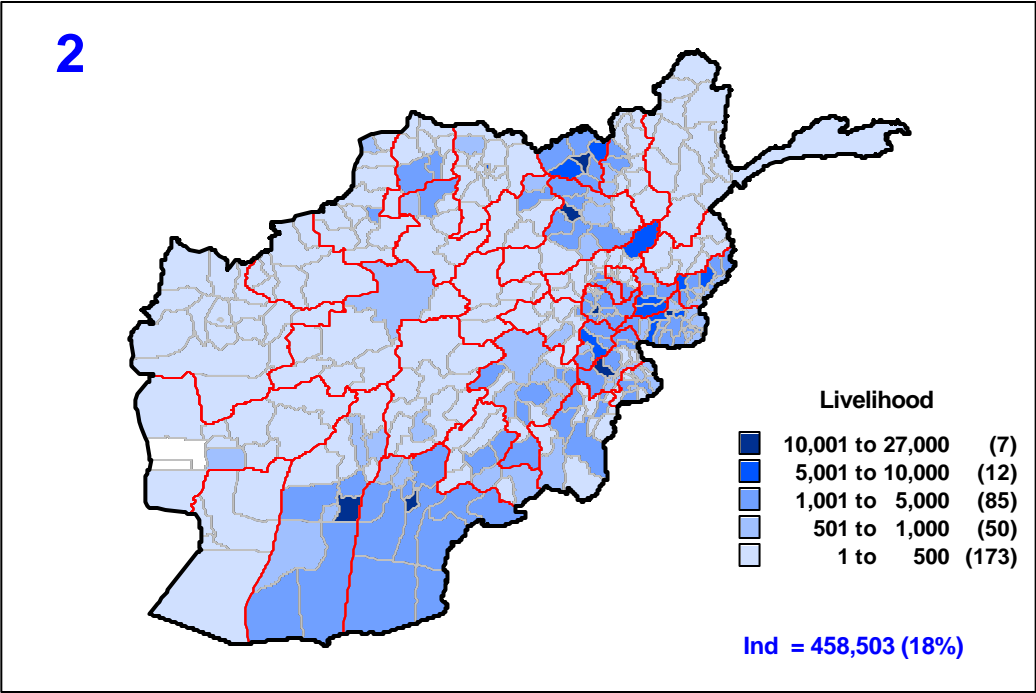 2
Livelihood
10,001 to 27,000 (7)
5,001 to 10,000 (12)
1,001 to 5,000 (85)
501 to 1,000 (50)
1 to 500 (173)
Ind = 458,503 (18%)